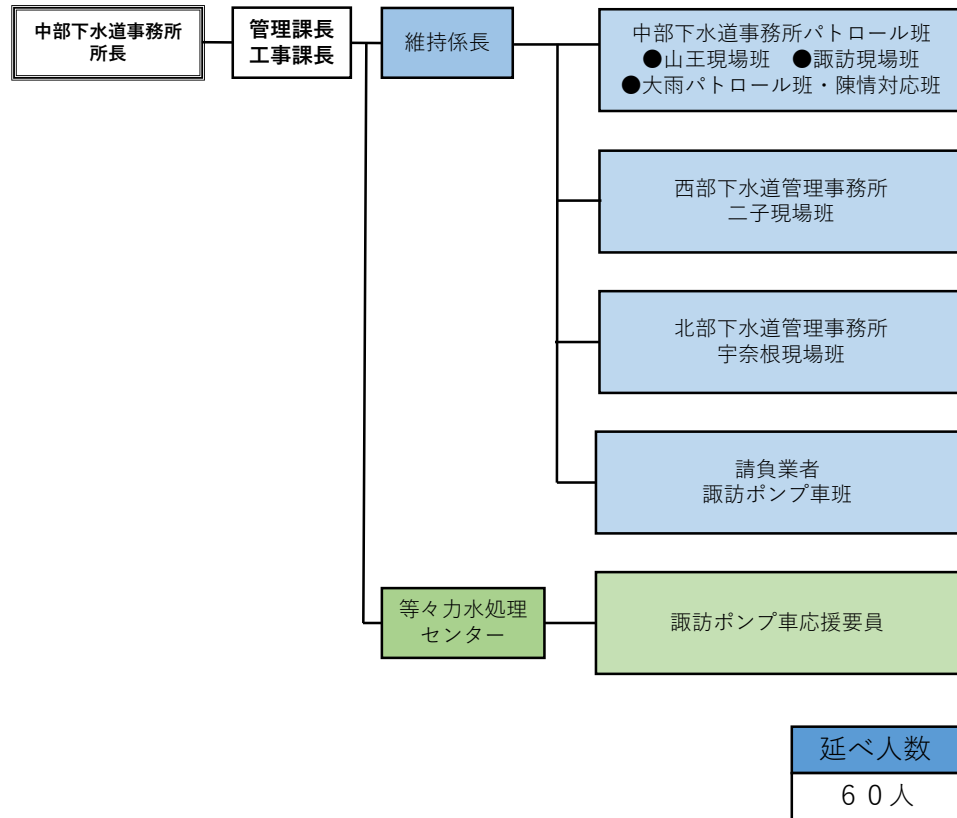 中部下水道事務所
所長
管理課長
工事課長
維持係長
中部下水道事務所パトロール班
●山王現場班　●諏訪現場班
●大雨パトロール班・陳情対応班
西部下水道管理事務所
二子現場班
北部下水道管理事務所
宇奈根現場班
請負業者
諏訪ポンプ車班
等々力水処理
センター
諏訪ポンプ車応援要員
延べ人数
６０人